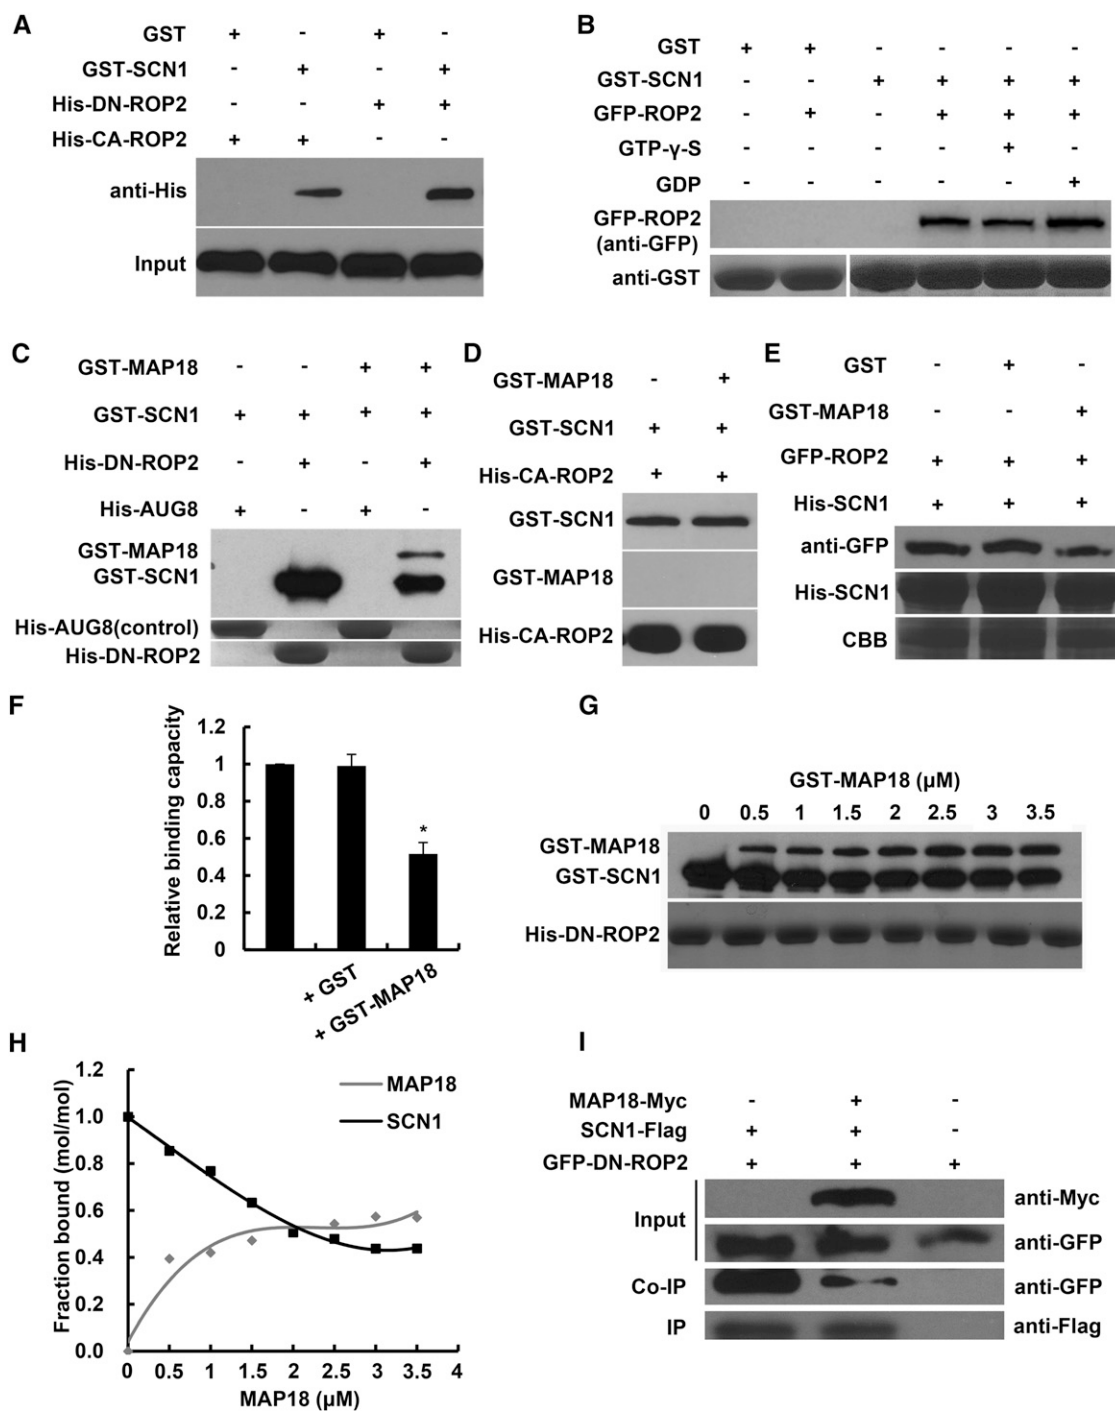 A
GST + - + -
GST-SCN1 - + - +
His-DN-ROP2 - - + +
His-CA-ROP2 + + - -
anti-His
Input
B
GST + + - - - -
GST-SCN1 - - + + + +
GFP-ROP2 - + - + + +
GTP-γ-S - - - - + -
GDP - - - - - +
GFP-ROP2
(anti-GFP)
anti-GST
C
GST-MAP18 - - + +
GST-SCN1 + + + +
His-DN-ROP2 - + - +
His-AUG8 + - + -
GST-MAP18
GST-SCN1
His-AUG8(control)
His-DN-ROP2
D
GST-MAP18 - +
GST-SCN1 + +
His-CA-ROP2 + +
GST-SCN1
GST-MAP18
His-CA-ROP2
E
GST - + -
GST-MAP18 - - +
GFP-ROP2 + + +
His-SCN1 + + +
anti-GFP
His-SCN1
CBB
F
Relative binding capacity
1.2
1
0.8
0.6
0.4
0.2
0
*
+ GST
+ GST-MAP18
G
GST-MAP18 (µM)
0 0.5 1 1.5 2 2.5 3 3.5
GST-MAP18
GST-SCN1
His-DN-ROP2
H
Fraction bound (mol/mol)
1.2
1.0
0.8
0.6
0.4
0.2
0.0
MAP18
SCN1
0 0.5 1 1.5 2 2.5 3 3.5 4
MAP18 (µM)
I
MAP18-Myc - + -
SCN1-Flag + + -
GFP-DN-ROP2 + + +
Input
anti-Myc
anti-GFP
Co-IP anti-GFP
IP anti-Flag